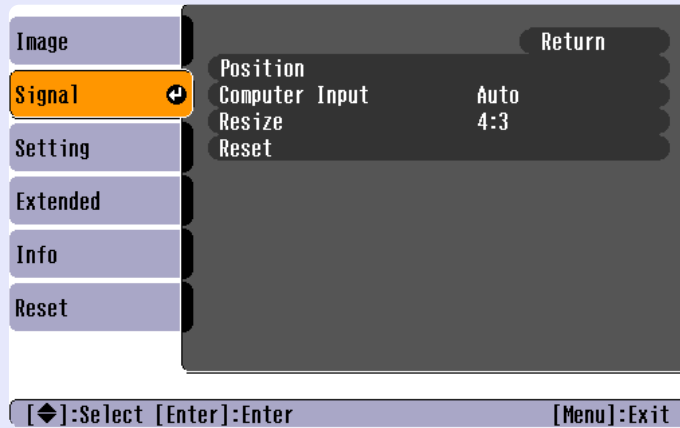 Image
Signal
Setting
Extended
Info
Reset
Return
Position
Computer Input Auto
Resize 4:3
Reset
[◆]:Select [Enter]:Enter [Menu]:Exit